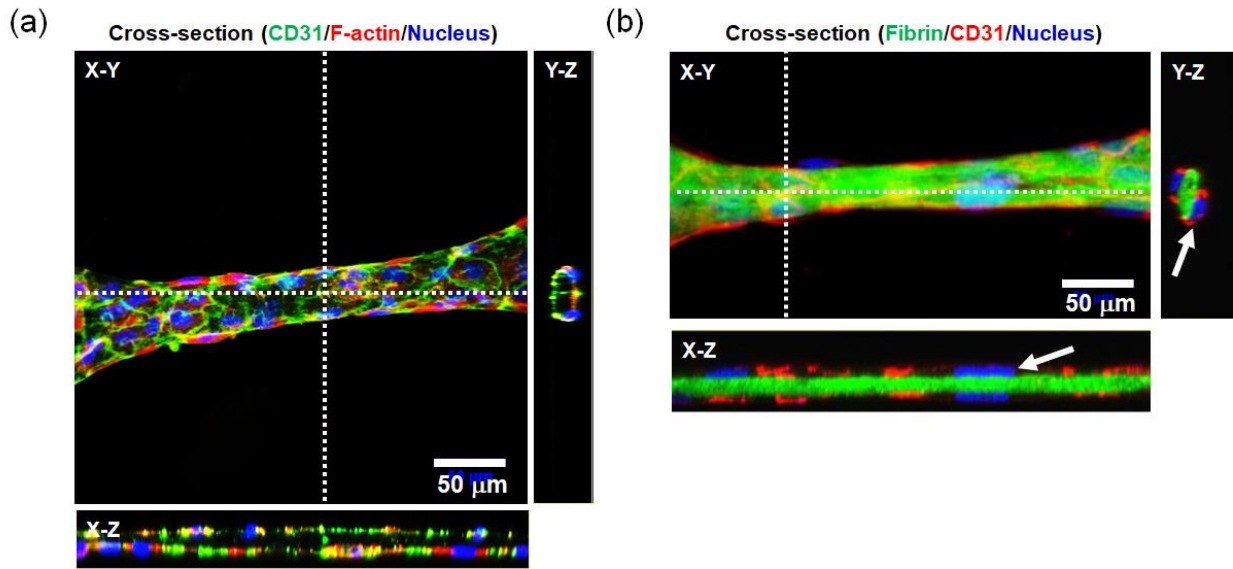 (a)
Cross-section (CD31/F-actin/Nucleus)
X-Y
Y-Z
50 μm
X-Z
(b)
Cross-section (Fibrin/CD31/Nucleus)
X-Y
Y-Z
50 μm
X-Z